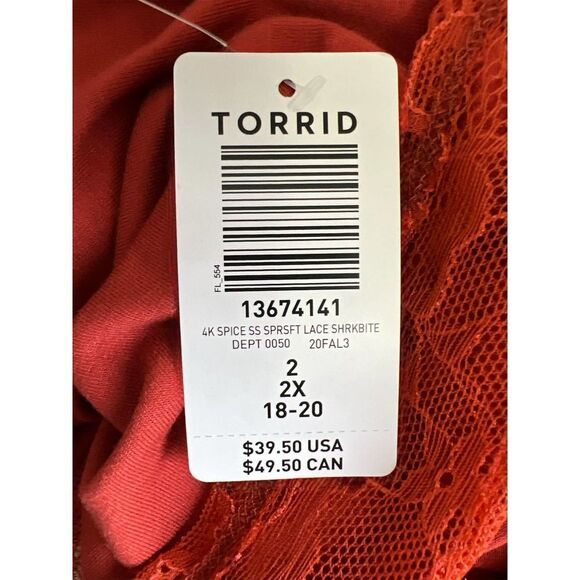 TORRID
FL_554
13674141
4K SPICE SS SPRSFT LACE SHRKBITE
DEPT 0050 20FAL3
2
2X
18-20
$39.50 USA
$49.50 CAN